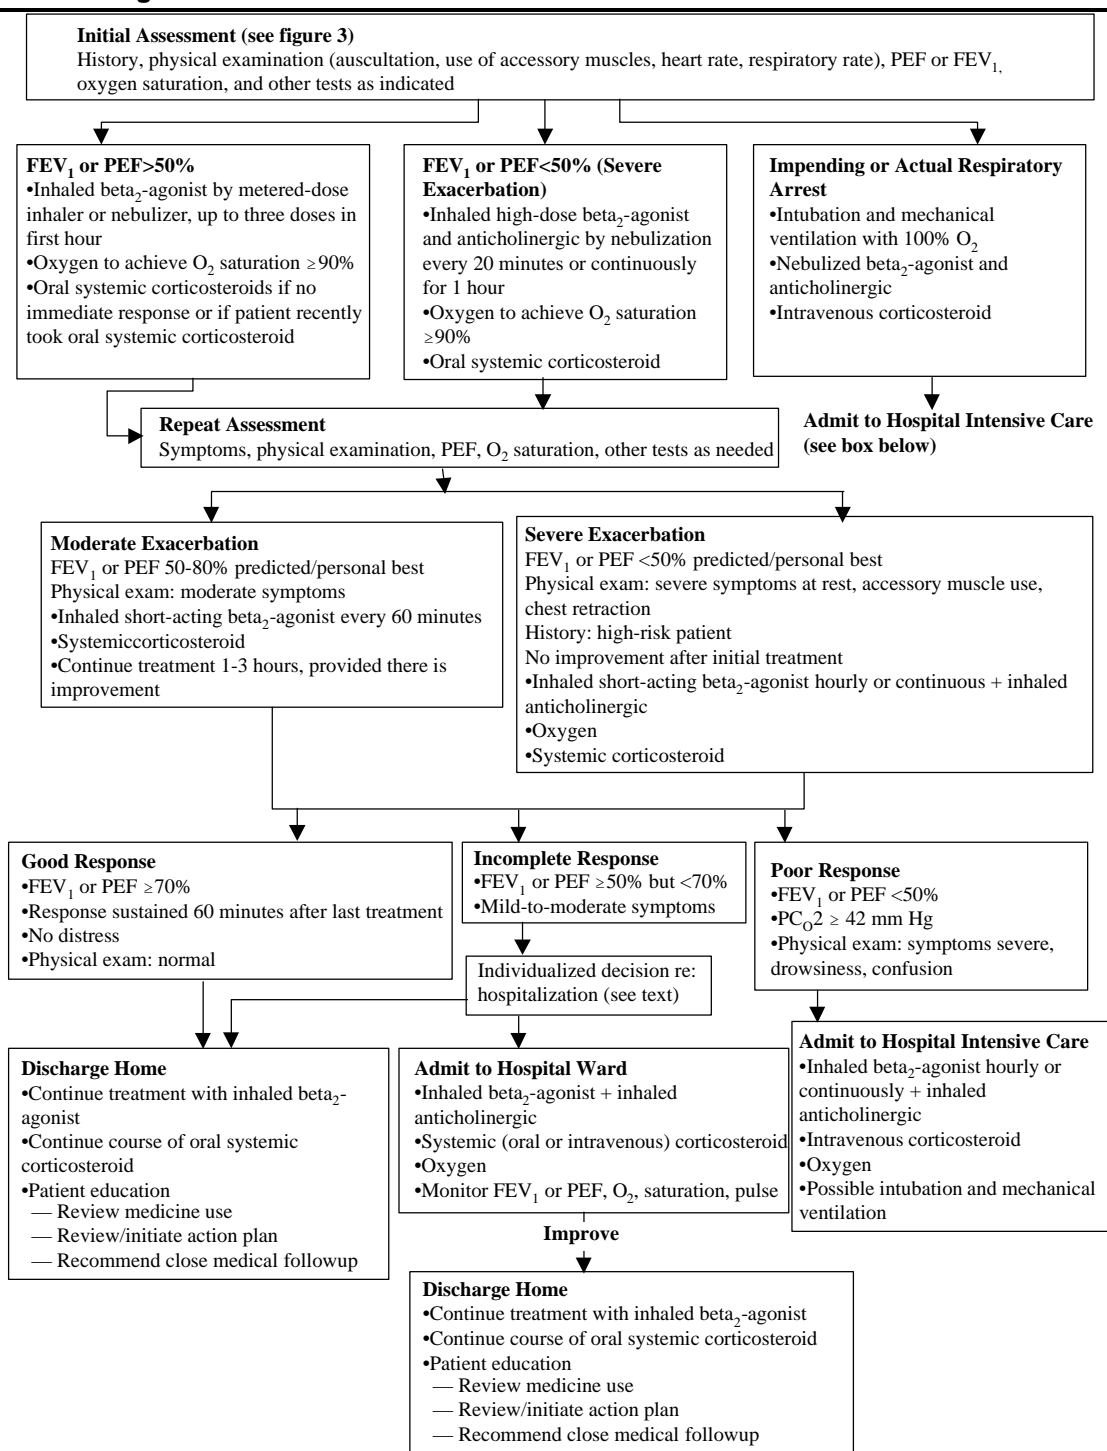 Initial Assessment (see figure 3)
History, physical examination (auscultation, use of accessory muscles, heart rate, respiratory rate), PEF or FEV1,
oxygen saturation, and other tests as indicated
FEV1 or PEF>50%
•Inhaled beta2-agonist by metered-dose
inhaler or nebulizer, up to three doses in
first hour
•Oxygen to achieve O2 saturation ≥90%
•Oral systemic corticosteroids if no
immediate response or if patient recently
took oral systemic corticosteroid
FEV1 or PEF<50% (Severe
Exacerbation)
•Inhaled high-dose beta2-agonist
and anticholinergic by nebulization
every 20 minutes or continuously
for 1 hour
•Oxygen to achieve O2 saturation
≥90%
•Oral systemic corticosteroid
Impending or Actual Respiratory
Arrest
•Intubation and mechanical
ventilation with 100% O2
•Nebulized beta2-agonist and
anticholinergic
•Intravenous corticosteroid
Admit to Hospital Intensive Care
(see box below)
Repeat Assessment
Symptoms, physical examination, PEF, O2 saturation, other tests as needed
Moderate Exacerbation
FEV1 or PEF 50-80% predicted/personal best
Physical exam: moderate symptoms
•Inhaled short-acting beta2-agonist every 60 minutes
•Systemiccorticosteroid
•Continue treatment 1-3 hours, provided there is
improvement
Severe Exacerbation
FEV1 or PEF <50% predicted/personal best
Physical exam: severe symptoms at rest, accessory muscle use,
chest retraction
History: high-risk patient
No improvement after initial treatment
•Inhaled short-acting beta2-agonist hourly or continuous + inhaled
anticholinergic
•Oxygen
•Systemic corticosteroid
Good Response
•FEV1 or PEF ≥70%
•Response sustained 60 minutes after last treatment
•No distress
•Physical exam: normal
Incomplete Response
•FEV1 or PEF ≥50% but <70%
•Mild-to-moderate symptoms
Poor Response
•FEV1 or PEF <50%
•PCO2 ≥ 42 mm Hg
•Physical exam: symptoms severe,
drowsiness, confusion
Individualized decision re:
hospitalization (see text)
Discharge Home
•Continue treatment with inhaled beta2-
agonist
•Continue course of oral systemic
corticosteroid
•Patient education
— Review medicine use
— Review/initiate action plan
— Recommend close medical followup
Admit to Hospital Ward
•Inhaled beta2-agonist + inhaled
anticholinergic
•Systemic (oral or intravenous) corticosteroid
•Oxygen
•Monitor FEV1 or PEF, O2, saturation, pulse
Admit to Hospital Intensive Care
•Inhaled beta2-agonist hourly or
continuously + inhaled
anticholinergic
•Intravenous corticosteroid
•Oxygen
•Possible intubation and mechanical
ventilation
Improve
Discharge Home
•Continue treatment with inhaled beta2-agonist
•Continue course of oral systemic corticosteroid
•Patient education
— Review medicine use
— Review/initiate action plan
— Recommend close medical followup